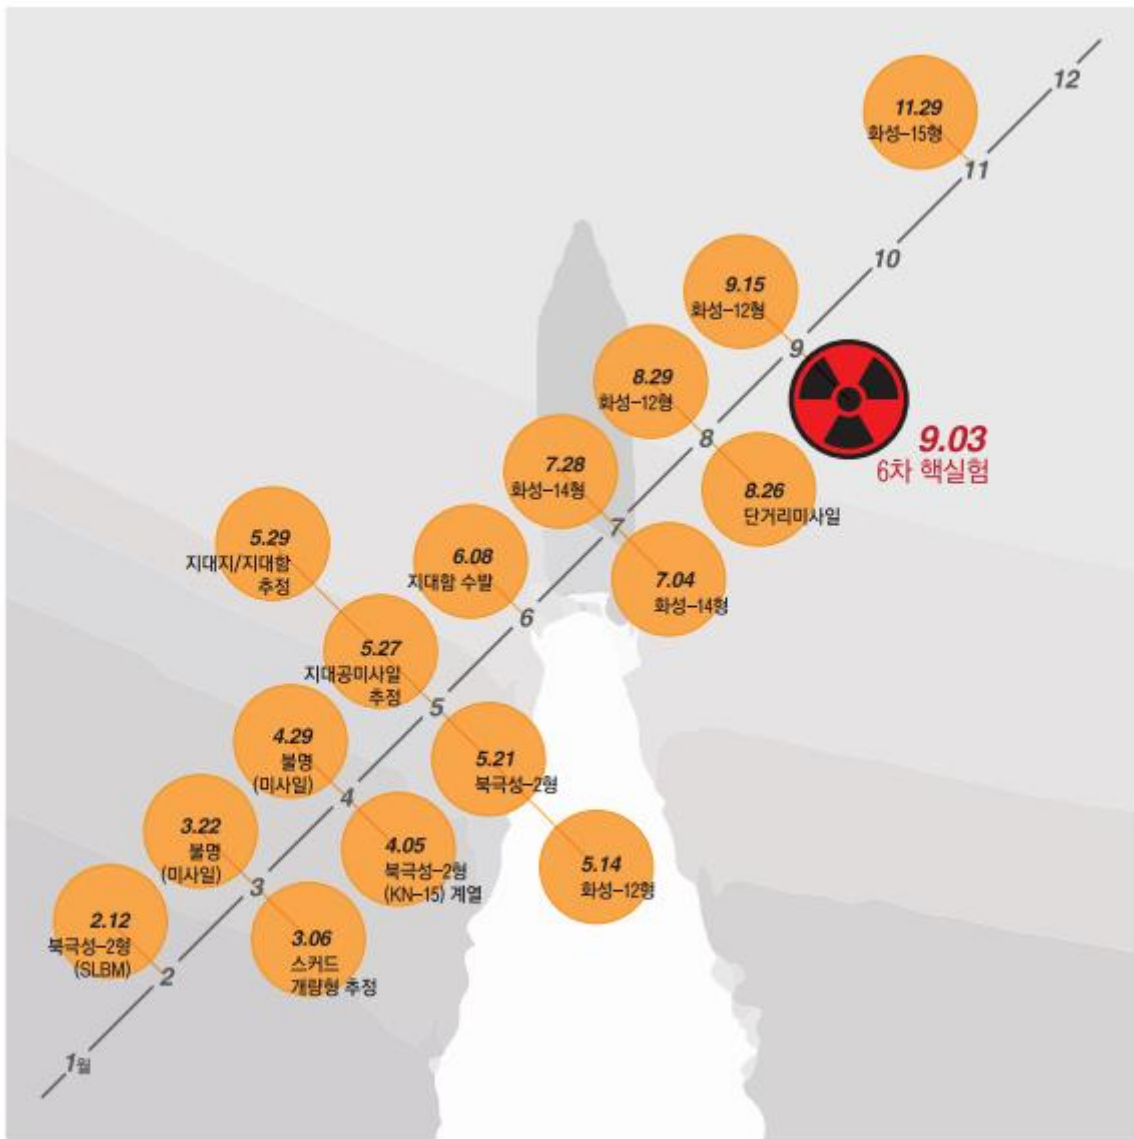 12
11.29
화성-15형
11
10
9.15
화성-12형
9
9.03
6차 핵실험
8.29
화성-12형
8
8.26
단거리미사일
7.28
화성-14형
7
7.04
화성-14형
6.08
지대함 수발
6
5.29
지대지/지대함
추정
5.27
지대공미사일
추정
5
5.21
북극성-2형
5.14
화성-12형
4.29
불명
(미사일)
4
4.05
북극성-2형
(KN-15) 계열
3.22
불명
(미사일)
3
3.06
스커드
개량형 추정
2.12
북극성-2형
(SLBM)
2
1월